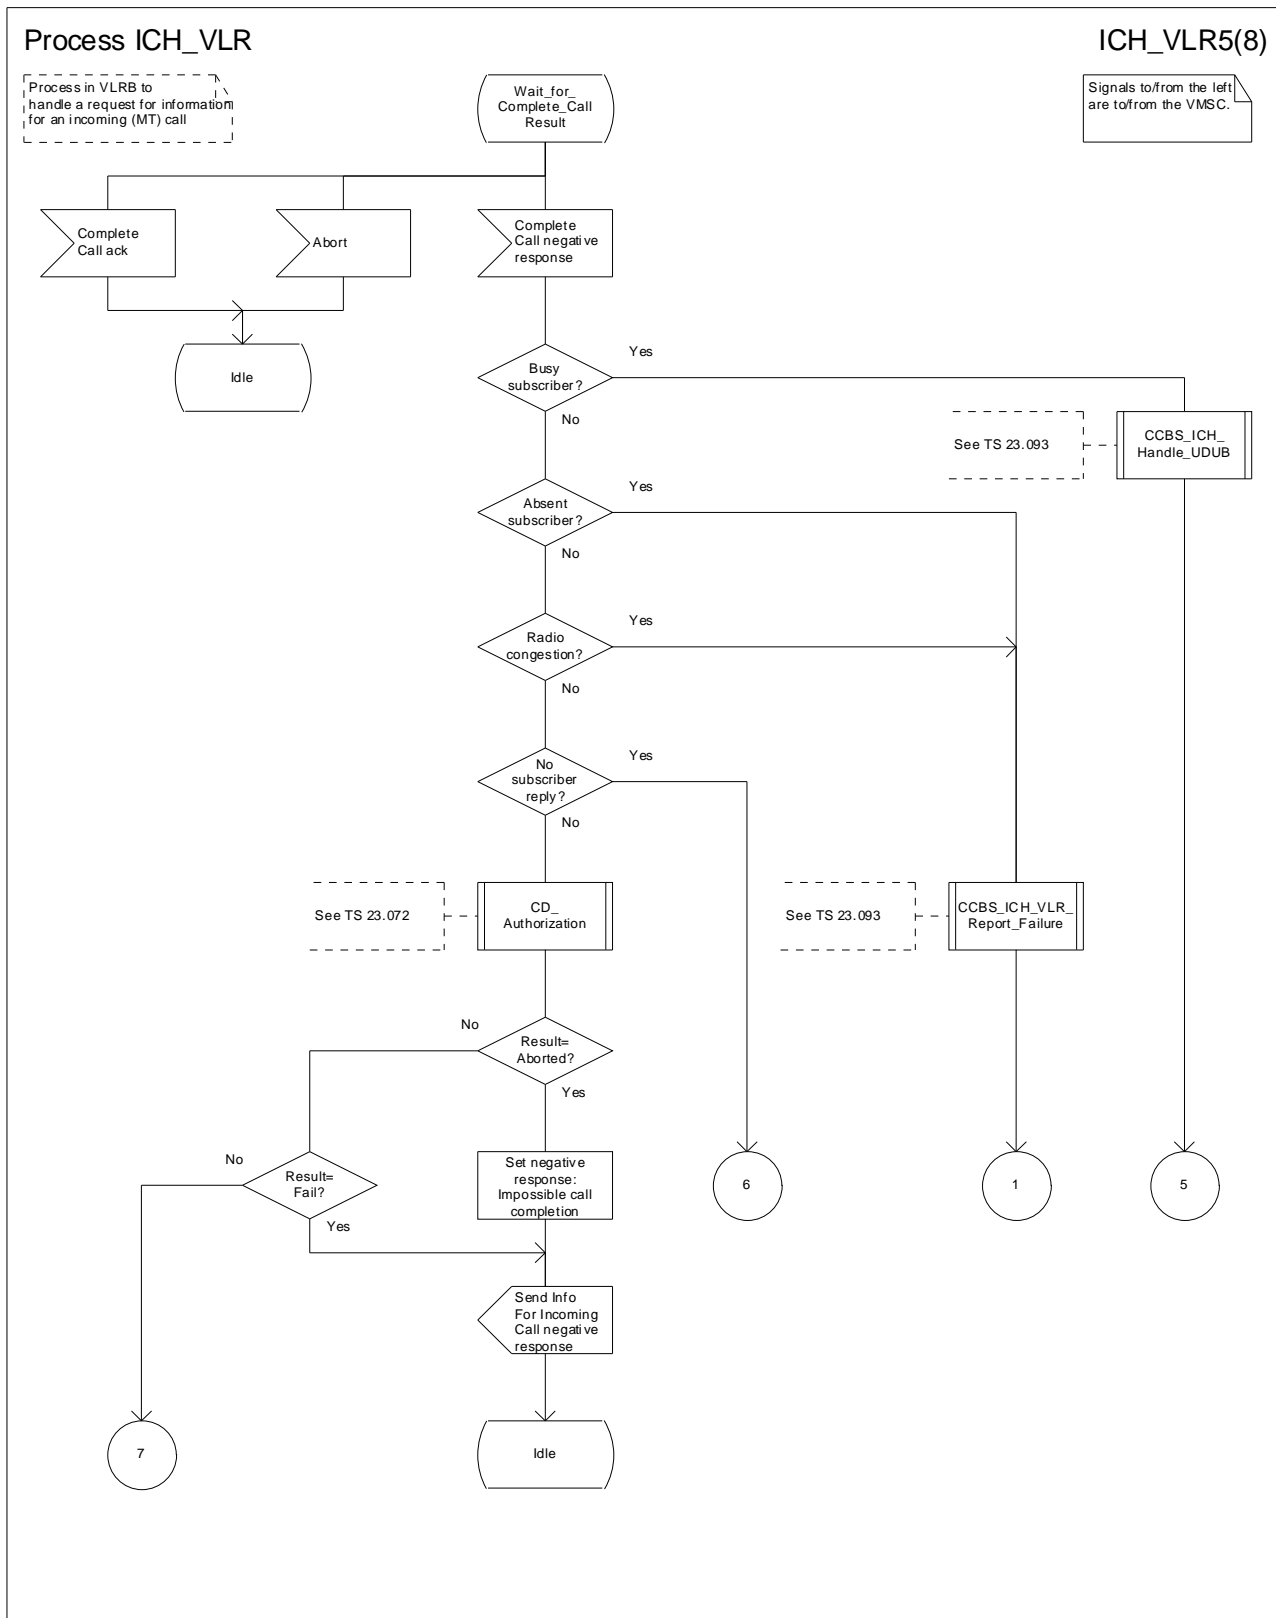 Process ICH_VLR
ICH_VLR5(8)
Process in VLRB to
handle a request for information
for an incoming (MT) call
Wait_for_
Complete_Call
Result
Signals to/from the left
are to/from the VMSC.
Complete
Call ack
Abort
Complete
Call negative
response
Idle
Busy
subscriber?
Yes
No
See TS 23.093
CCBS_ICH_
Handle_UDUB
Absent
subscriber?
Yes
No
Radio
congestion?
Yes
No
No
subscriber
reply?
Yes
No
See TS 23.072
CD_
Authorization
See TS 23.093
CCBS_ICH_VLR_
Report_Failure
No
Result=
Aborted?
Yes
No
Result=
Fail?
Yes
Set negative
response:
Impossible call
completion
6
1
5
Send Info
For Incoming
Call negative
response
7
Idle